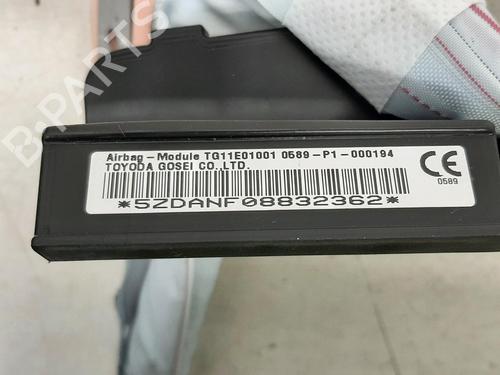 B-PARTS
Airbag - Module TG11E01001 0589-P1-000194
TOYODA GOSEI CO.,LTD.
CE
0589
*5ZDANF08832362*